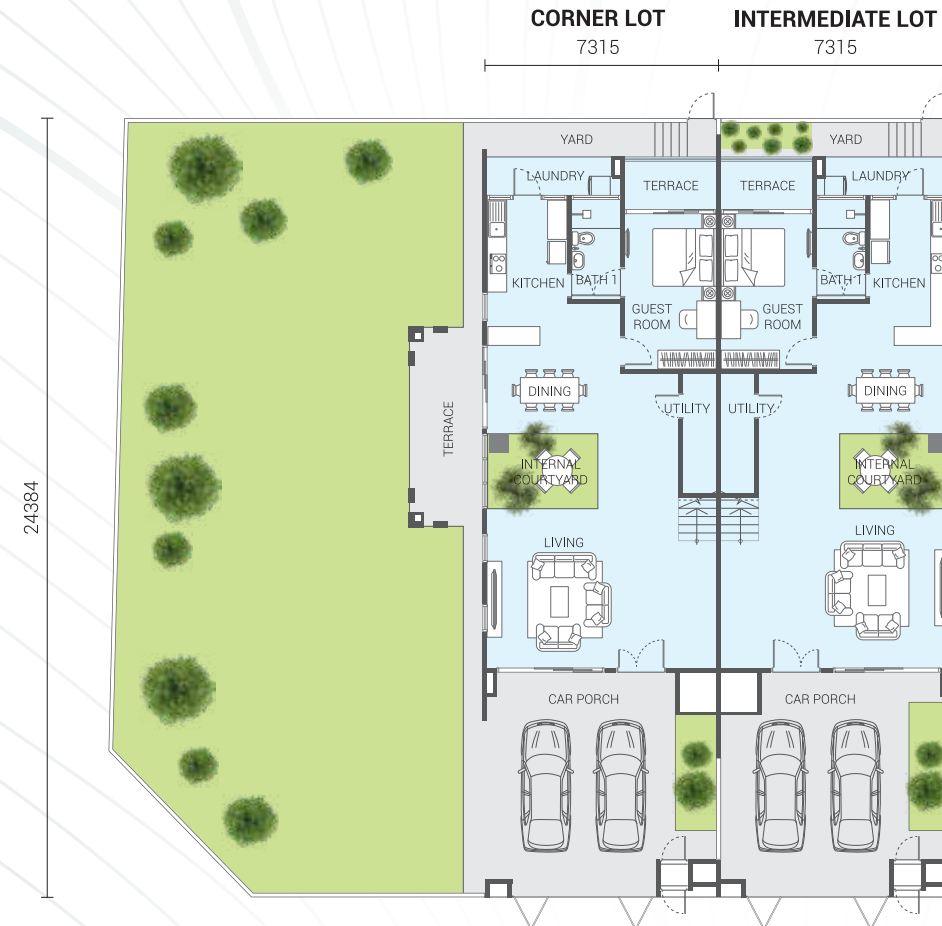 CORNER LOT
7315
INTERMEDIATE LOT
7315
24384
YARD
YARD
LAUNDRY
TERRACE
TERRACE
LAUNDRY
KITCHEN
BATH 1
GUEST
ROOM
GUEST
ROOM
BATH 1
KITCHEN
DINING
UTILITY
UTILITY
DINING
TERRACE
INTERNAL
COURTYARD
INTERNAL
COURTYARD
LIVING
LIVING
CAR PORCH
CAR PORCH